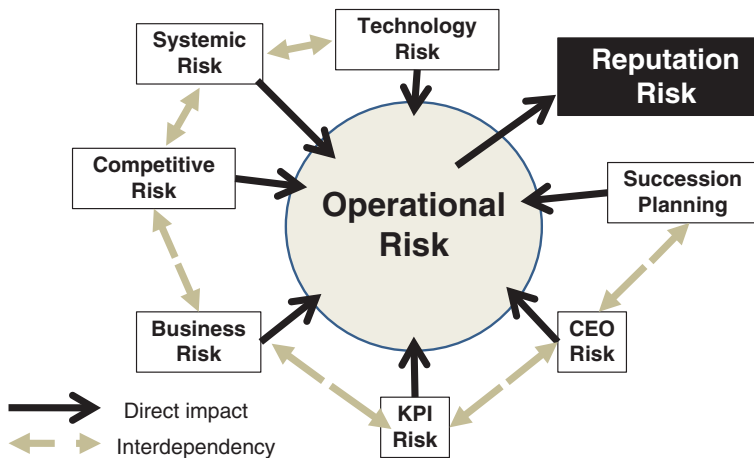 Systemic
Risk
Technology
Risk
Reputation
Risk
Competitive
Risk
Operational
Risk
Succession
Planning
Business
Risk
CEO
Risk
KPI
Risk
Direct impact
Interdependency